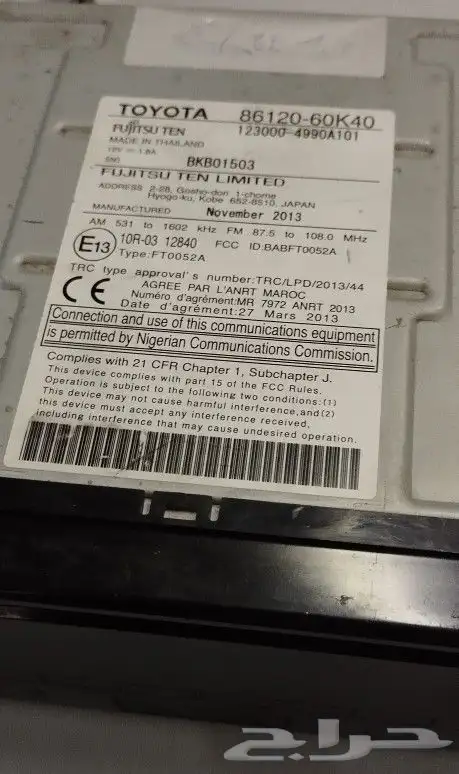 TOYOTA 86120-60K40
FUJITSU TEN 123000-4990A101
MADE IN THAILAND
12V ⎓ 1.8A
SNO BKB01503
FUJITSU TEN LIMITED
ADDRESS 2-28, Gosho-dori 1-chome
Hyogo-ku, Kobe 652-8510, JAPAN
MANUFACTURED November 2013
AM 531 to 1602 kHz FM 87.5 to 108.0 MHz
E13 10R-03 12840 FCC ID:BABFT0052A
Type:FT0052A
TRC type approval's number:TRC/LPD/2013/44
CE AGREE PAR L'ANRT MAROC
Numéro d'agrément:MR 7972 ANRT 2013
Date d'agrément:27 Mars 2013
Connection and use of this communications equipment
is permitted by Nigerian Communications Commission.
Complies with 21 CFR Chapter 1, Subchapter J.
This device complies with part 15 of the FCC Rules.
Operation is subject to the following two conditions:(1)
This device may not cause harmful interference,and(2)
this device must accept any interference received,
including interference that may cause undesired operation.
حراج